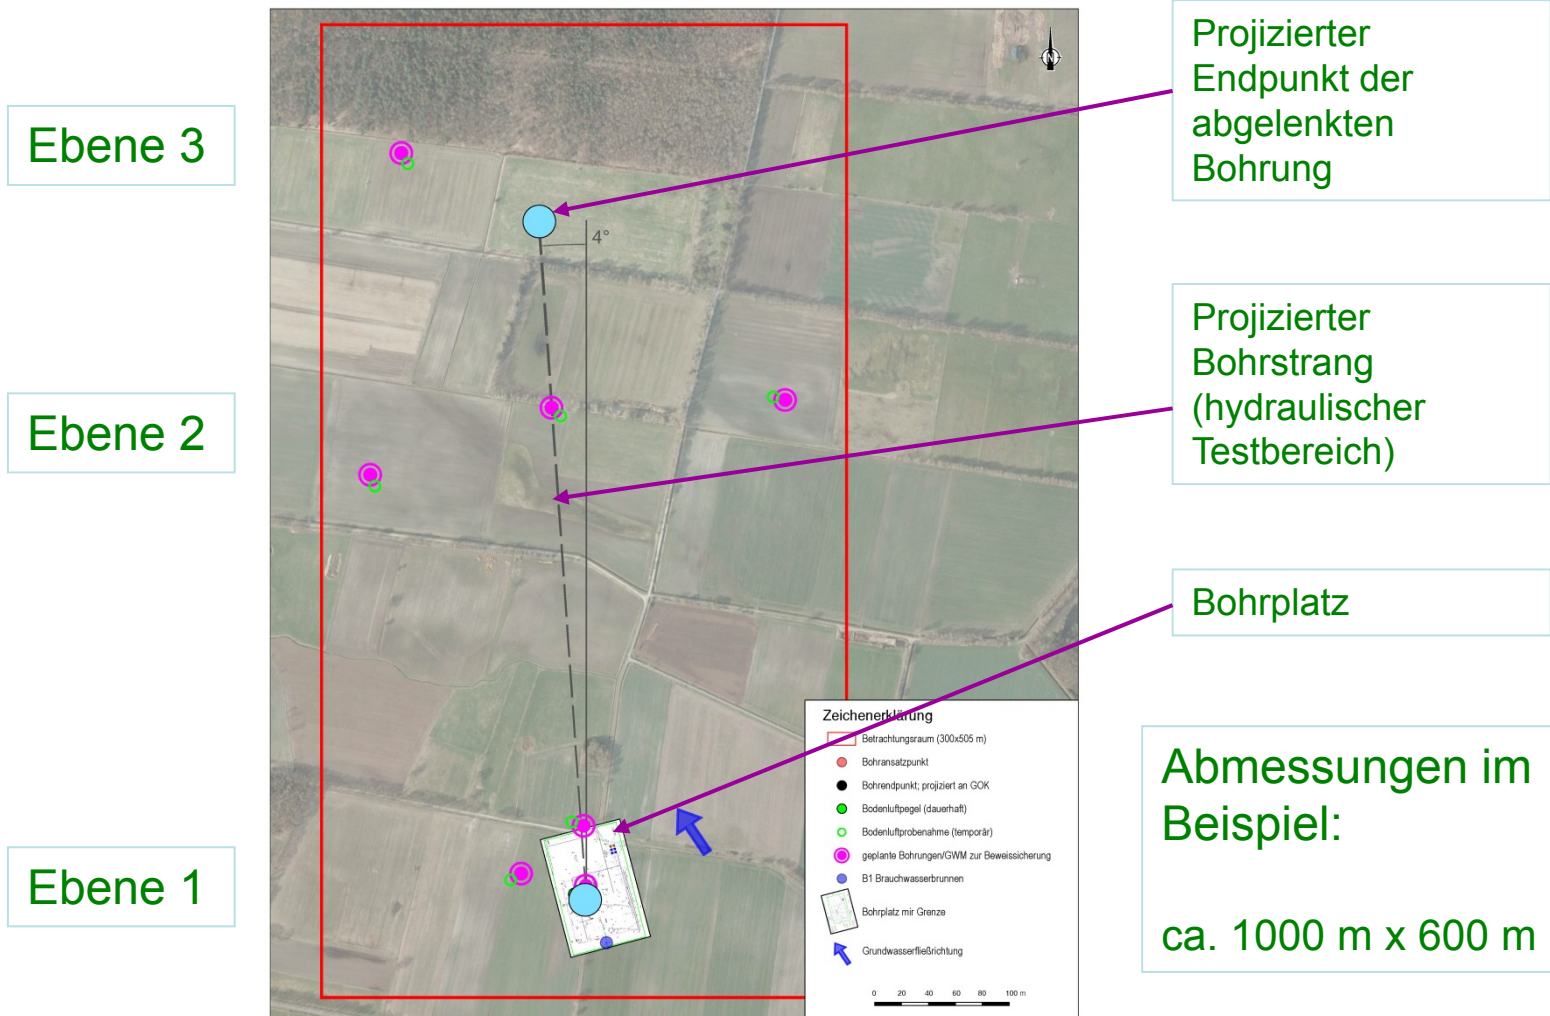 Ebene 3
Ebene 2
Ebene 1
N
4°
Projizierter
Endpunkt der
abgelenkten
Bohrung
Projizierter
Bohrstrang
(hydraulischer
Testbereich)
Bohrplatz
Abmessungen im
Beispiel:
ca. 1000 m x 600 m
Zeichenerklärung
Betrachtungsraum (300x505 m)
Bohransatzpunkt
Bohrendpunkt; projiziert an GOK
Bodenluftpegel (dauerhaft)
Bodenluftprobenahme (temporär)
geplante Bohrungen/GWM zur Beweissicherung
B1 Brauchwasserbrunnen
Bohrplatz mir Grenze
Grundwasserfließrichtung
0 20 40 60 80 100 m